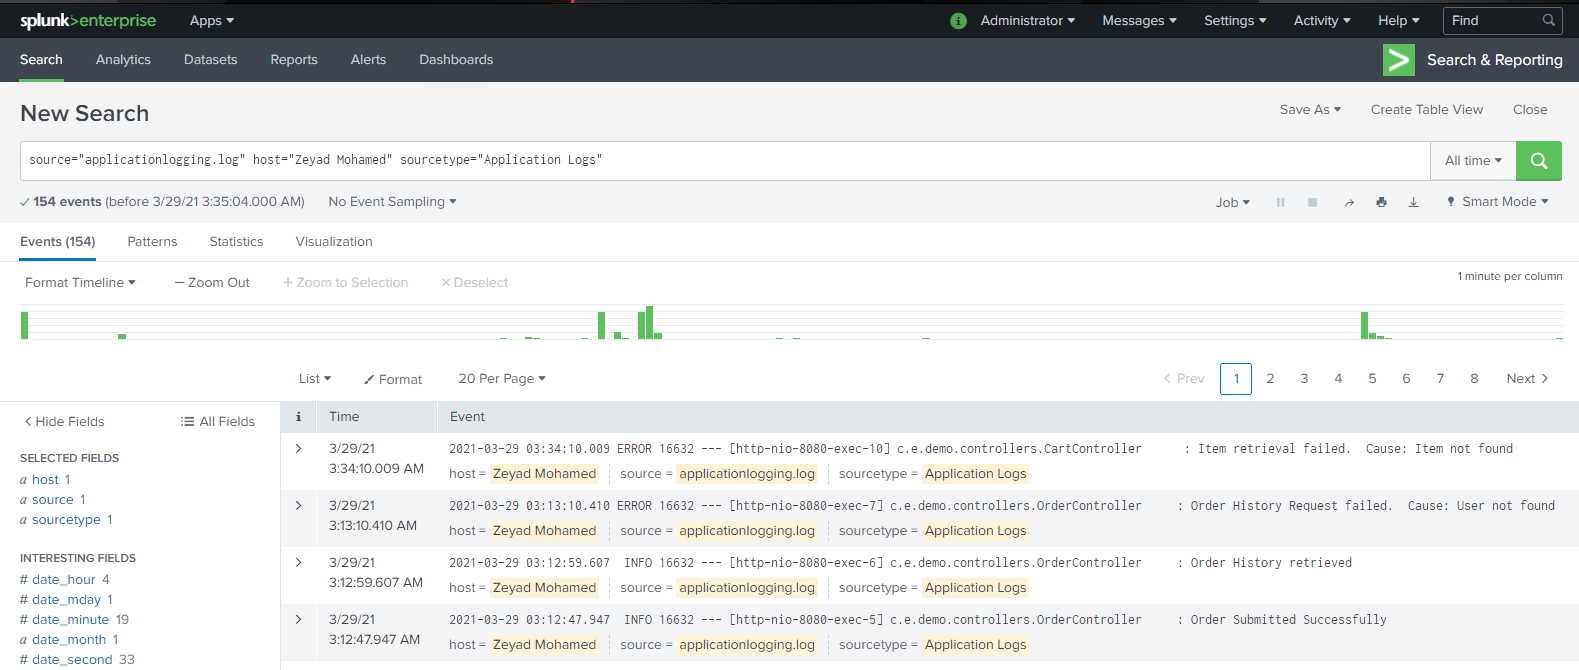 splunk>enterprise Apps i Administrator Messages Settings Activity Help Find
Search Analytics Datasets Reports Alerts Dashboards > Search & Reporting
New Search Save As Create Table View Close
source="applicationlogging.log" host="Zeyad Mohamed" sourcetype="Application Logs" All time
154 events (before 3/29/21 3:35:04.000 AM) No Event Sampling Job Smart Mode
Events (154) Patterns Statistics Visualization
Format Timeline — Zoom Out + Zoom to Selection × Deselect 1 minute per column
List Format 20 Per Page < Prev 1 2 3 4 5 6 7 8 Next >
< Hide Fields All Fields i Time Event
SELECTED FIELDS
a host 1
a source 1
a sourcetype 1
INTERESTING FIELDS
# date_hour 4
# date_mday 1
# date_minute 19
a date_month 1
# date_second 33
> 3/29/21 2021-03-29 03:34:10.009 ERROR 16632 --- [http-nio-8080-exec-10] c.e.demo.controllers.CartController : Item retrieval failed. Cause: Item not found
3:34:10.009 AM host = Zeyad Mohamed source = applicationlogging.log sourcetype = Application Logs
> 3/29/21 2021-03-29 03:13:10.410 ERROR 16632 --- [http-nio-8080-exec-7] c.e.demo.controllers.OrderController : Order History Request failed. Cause: User not found
3:13:10.410 AM host = Zeyad Mohamed source = applicationlogging.log sourcetype = Application Logs
> 3/29/21 2021-03-29 03:12:59.607 INFO 16632 --- [http-nio-8080-exec-6] c.e.demo.controllers.OrderController : Order History retrieved
3:12:59.607 AM host = Zeyad Mohamed source = applicationlogging.log sourcetype = Application Logs
> 3/29/21 2021-03-29 03:12:47.947 INFO 16632 --- [http-nio-8080-exec-5] c.e.demo.controllers.OrderController : Order Submitted Successfully
3:12:47.947 AM host = Zeyad Mohamed source = applicationlogging.log sourcetype = Application Logs